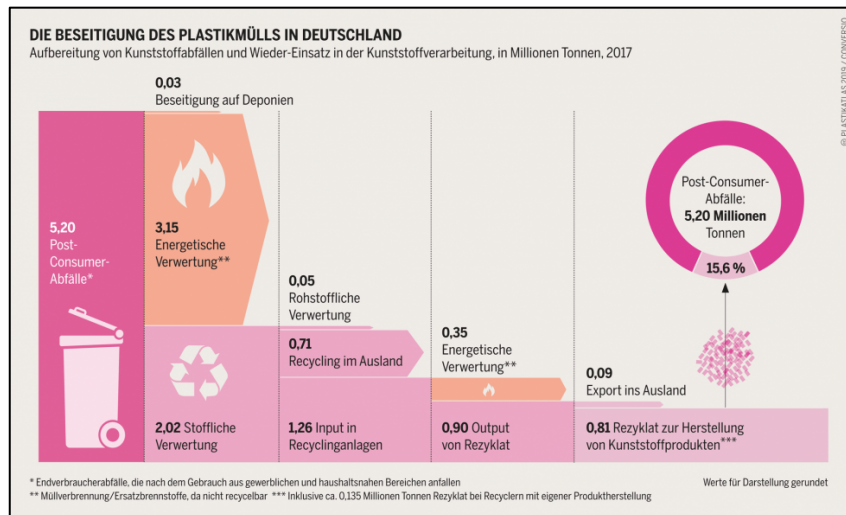 DIE BESEITIGUNG DES PLASTIKMÜLLS IN DEUTSCHLAND
Aufbereitung von Kunststoffabfällen und Wieder-Einsatz in der Kunststoffverarbeitung, in Millionen Tonnen, 2017
© PLASTIKATLAS 2019 / CONVERSIO
0,03
Beseitigung auf Deponien
5,20
Post-
Consumer-
Abfälle*
3,15
Energetische
Verwertung**
2,02 Stoffliche
Verwertung
0,05
Rohstoffliche
Verwertung
0,71
Recycling im Ausland
1,26 Input in
Recyclinganlagen
0,35
Energetische
Verwertung**
0,90 Output
von Rezyklat
0,09
Export ins Ausland
0,81 Rezyklat zur Herstellung
von Kunststoffprodukten***
Post-Consumer-
Abfälle:
5,20 Millionen
Tonnen
15,6 %
* Endverbraucherabfälle, die nach dem Gebrauch aus gewerblichen und haushaltsnahen Bereichen anfallen
Werte für Darstellung gerundet
** Müllverbrennung/Ersatzbrennstoffe, da nicht recycelbar *** Inklusive ca. 0,135 Millionen Tonnen Rezyklat bei Recyclern mit eigener Produktherstellung